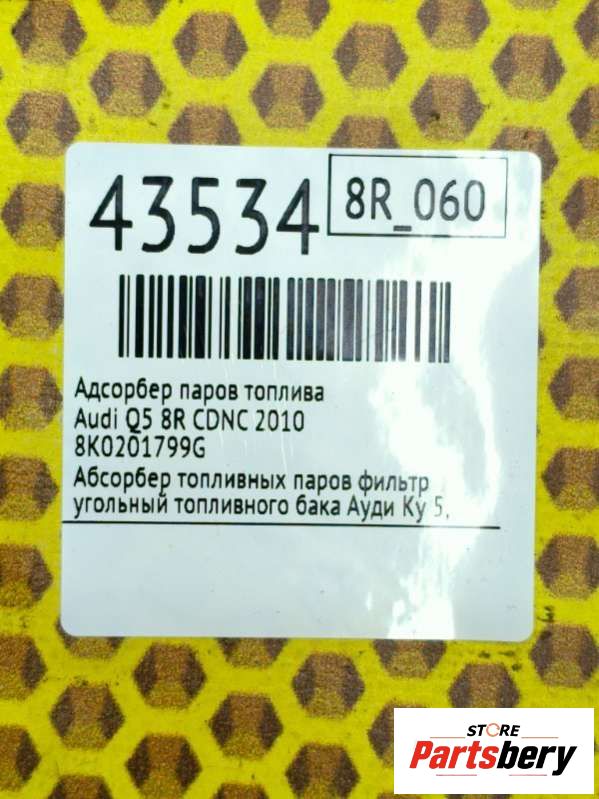 43534
8R_060
Адсорбер паров топлива
Audi Q5 8R CDNC 2010
8K0201799G
Абсорбер топливных паров фильтр
угольный топливного бака Ауди Ку 5,
STORE
Partsbery